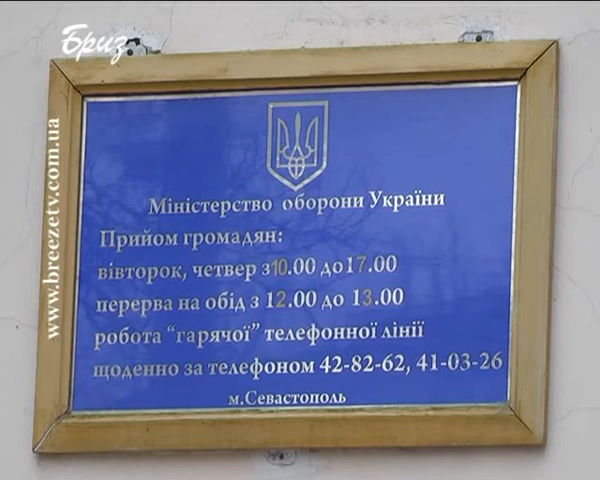 Бриз
www.breezetv.com.ua
Міністерство оборони України
Прийом громадян:
вівторок, четвер з10.00 до17.00
перерва на обід з 12.00 до 13.00
робота “гарячої” телефонної лінії
щоденно за телефоном 42-82-62, 41-03-26
м.Севастополь